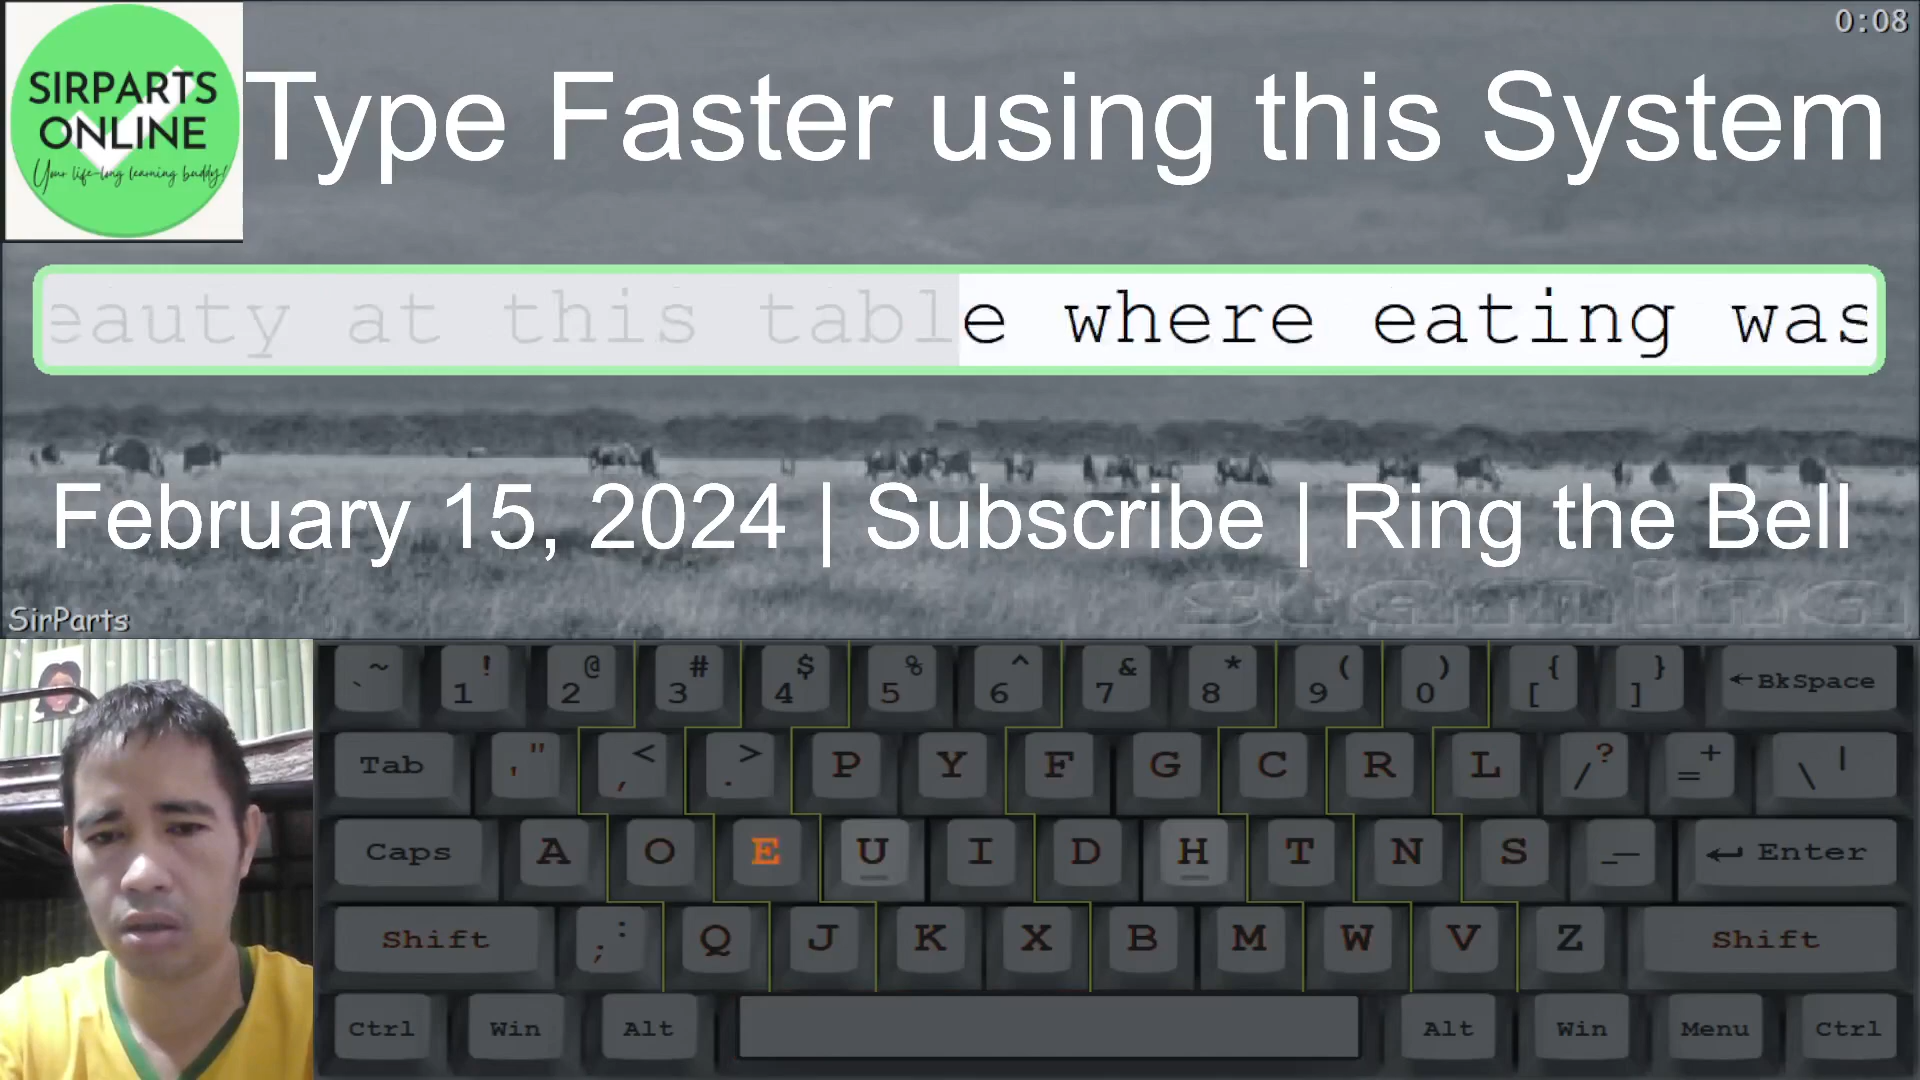 0:08
SIRPARTS
ONLINE
Your life-long learning buddy!
Type Faster using this System
eauty at this table where eating was
February 15, 2024 | Subscribe | Ring the Bell
stamina
SirParts
~ ` ! 1 @ 2 # 3 $ 4 % 5 ^ 6 & 7 * 8 ( 9 ) 0 { [ } ] ←BkSpace
Tab " ' < , > . P Y F G C R L ? / + = | \
Caps A O E U I D H T N S _ - Enter
Shift : ; Q J K X B M W V Z Shift
Ctrl Win Alt Alt Win Menu Ctrl